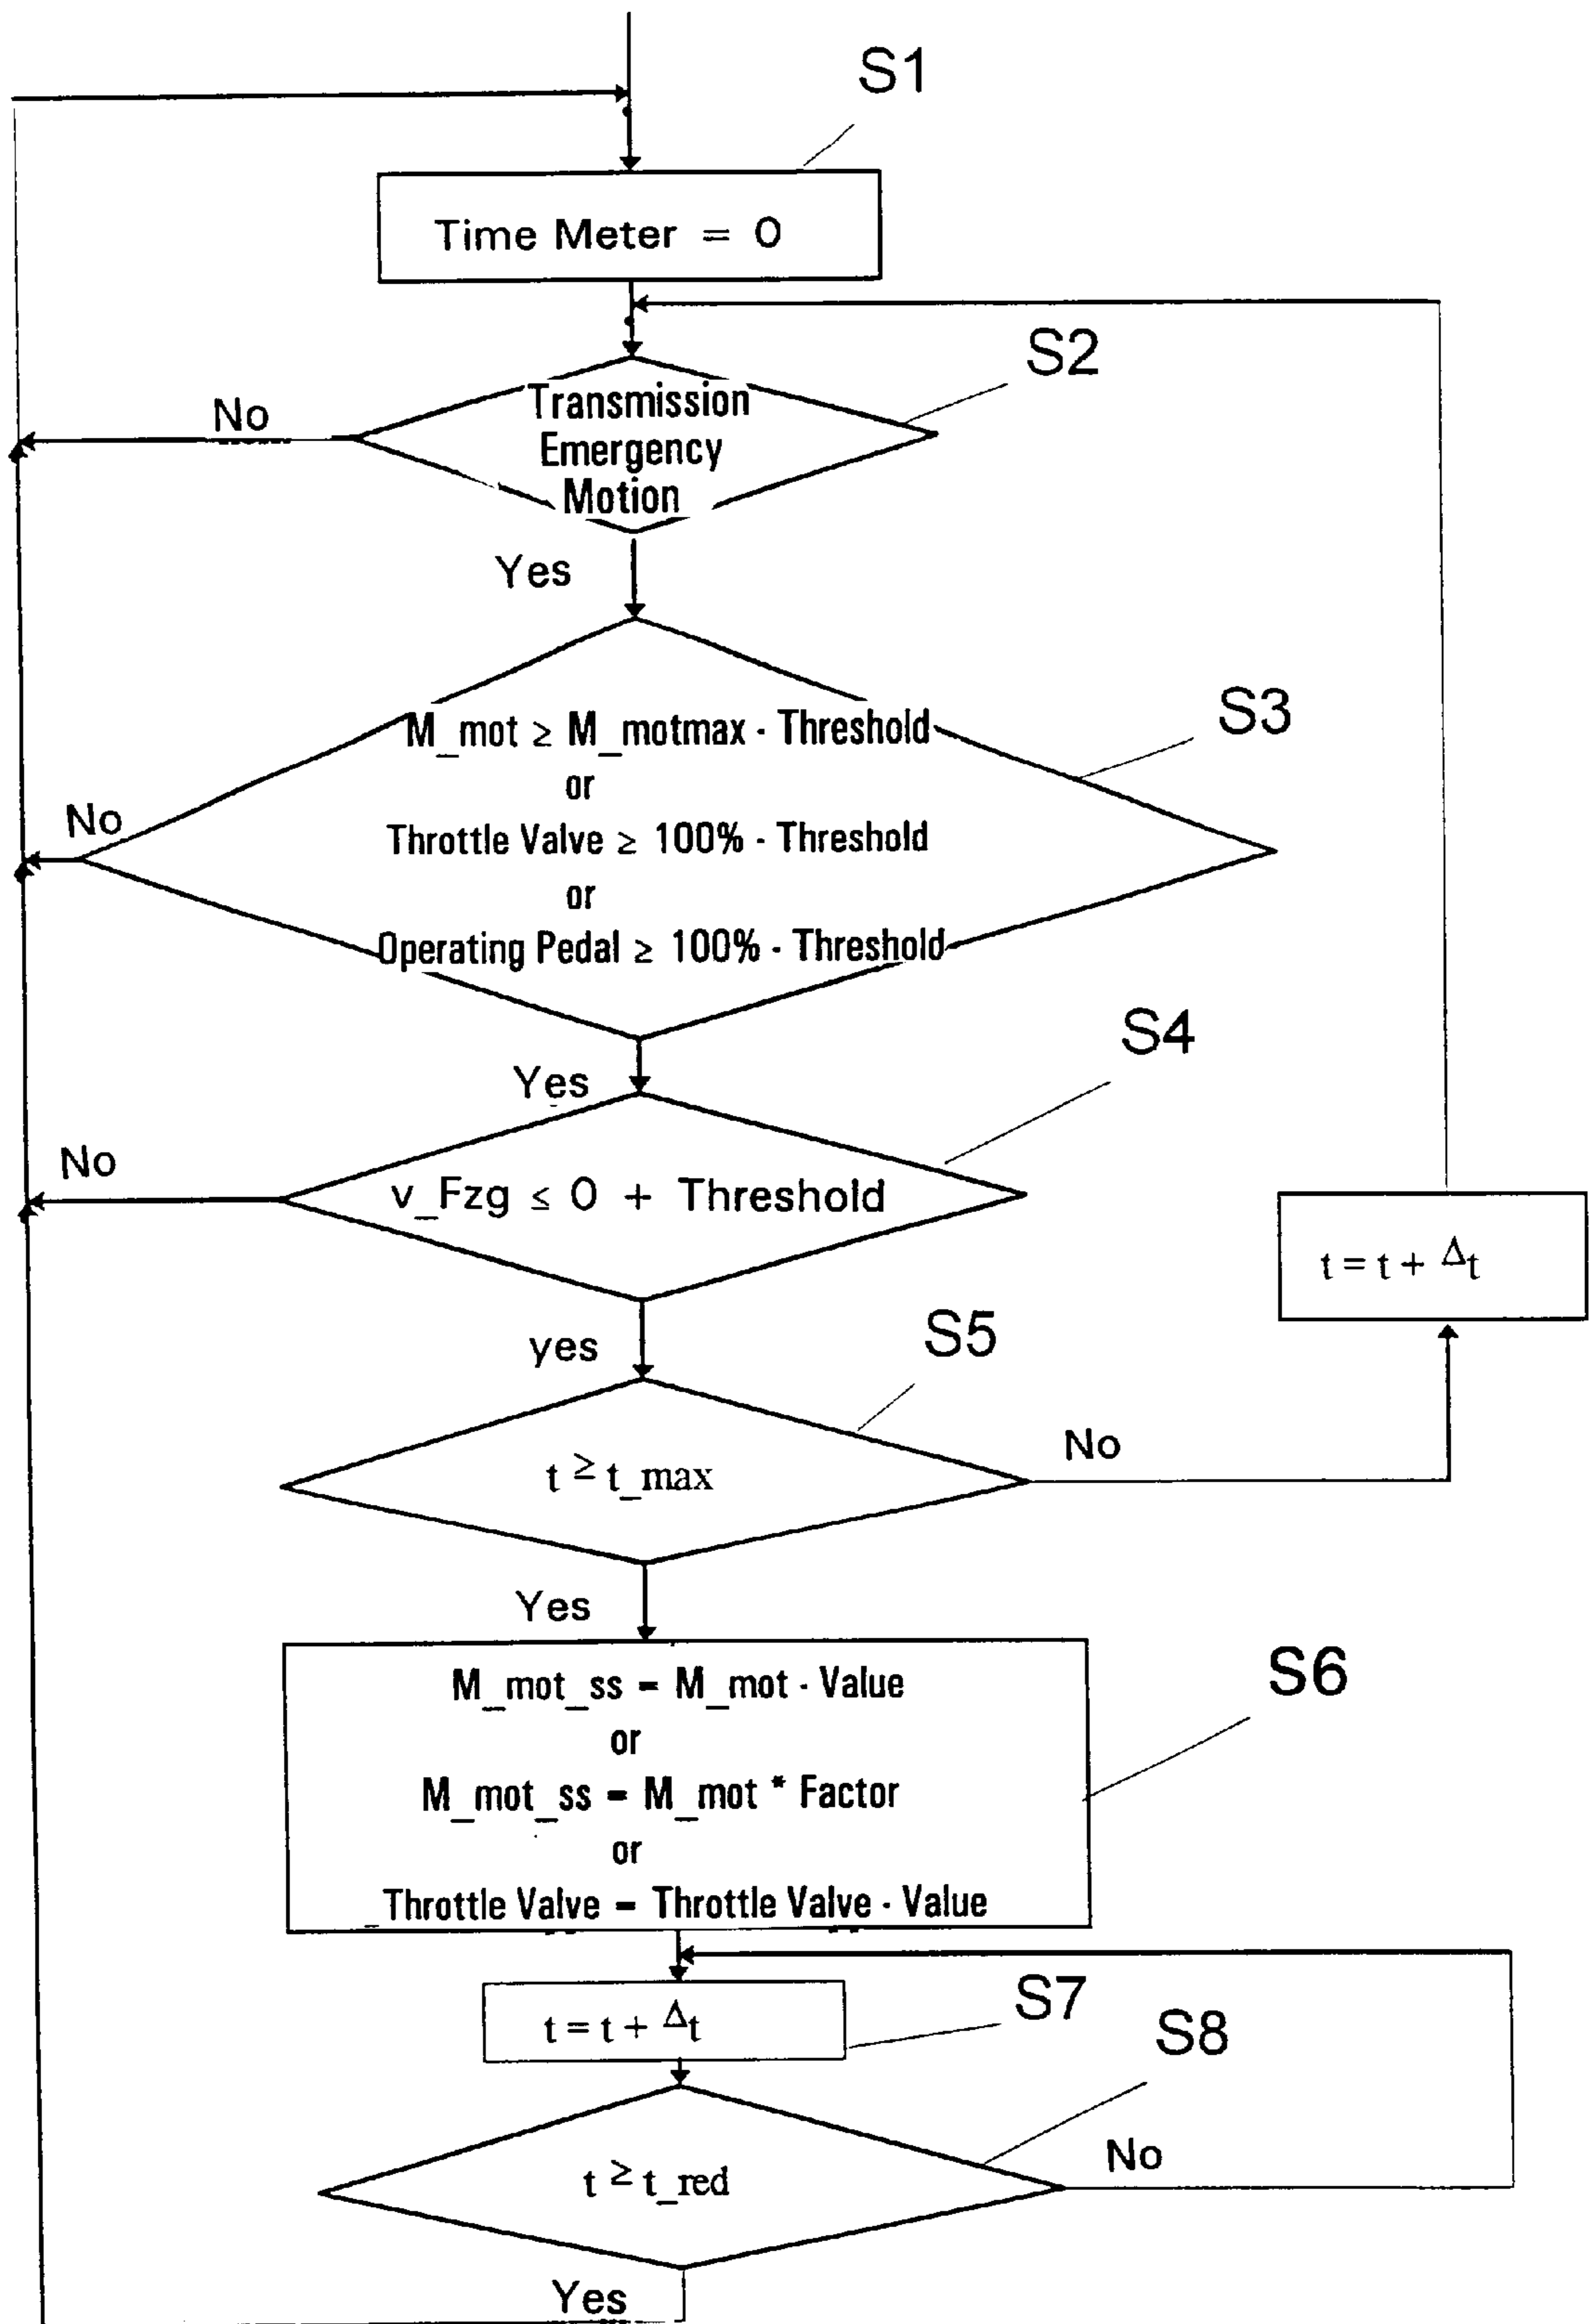 S1
Time Meter = 0
S2
No
Transmission
Emergency
Motion
Yes
S3
M_mot ≥ M_motmax - Threshold
or
No
Throttle Valve ≥ 100% - Threshold
or
Operating Pedal ≥ 100% - Threshold
S4
Yes
No
v_Fzg ≤ 0 + Threshold
t = t + Δt
S5
yes
No
t ≥ t_max
Yes
S6
M_mot_ss = M_mot - Value
or
M_mot_ss = M_mot * Factor
or
Throttle Valve = Throttle Valve - Value
S7
t = t + Δt
S8
No
t ≥ t_red
Yes